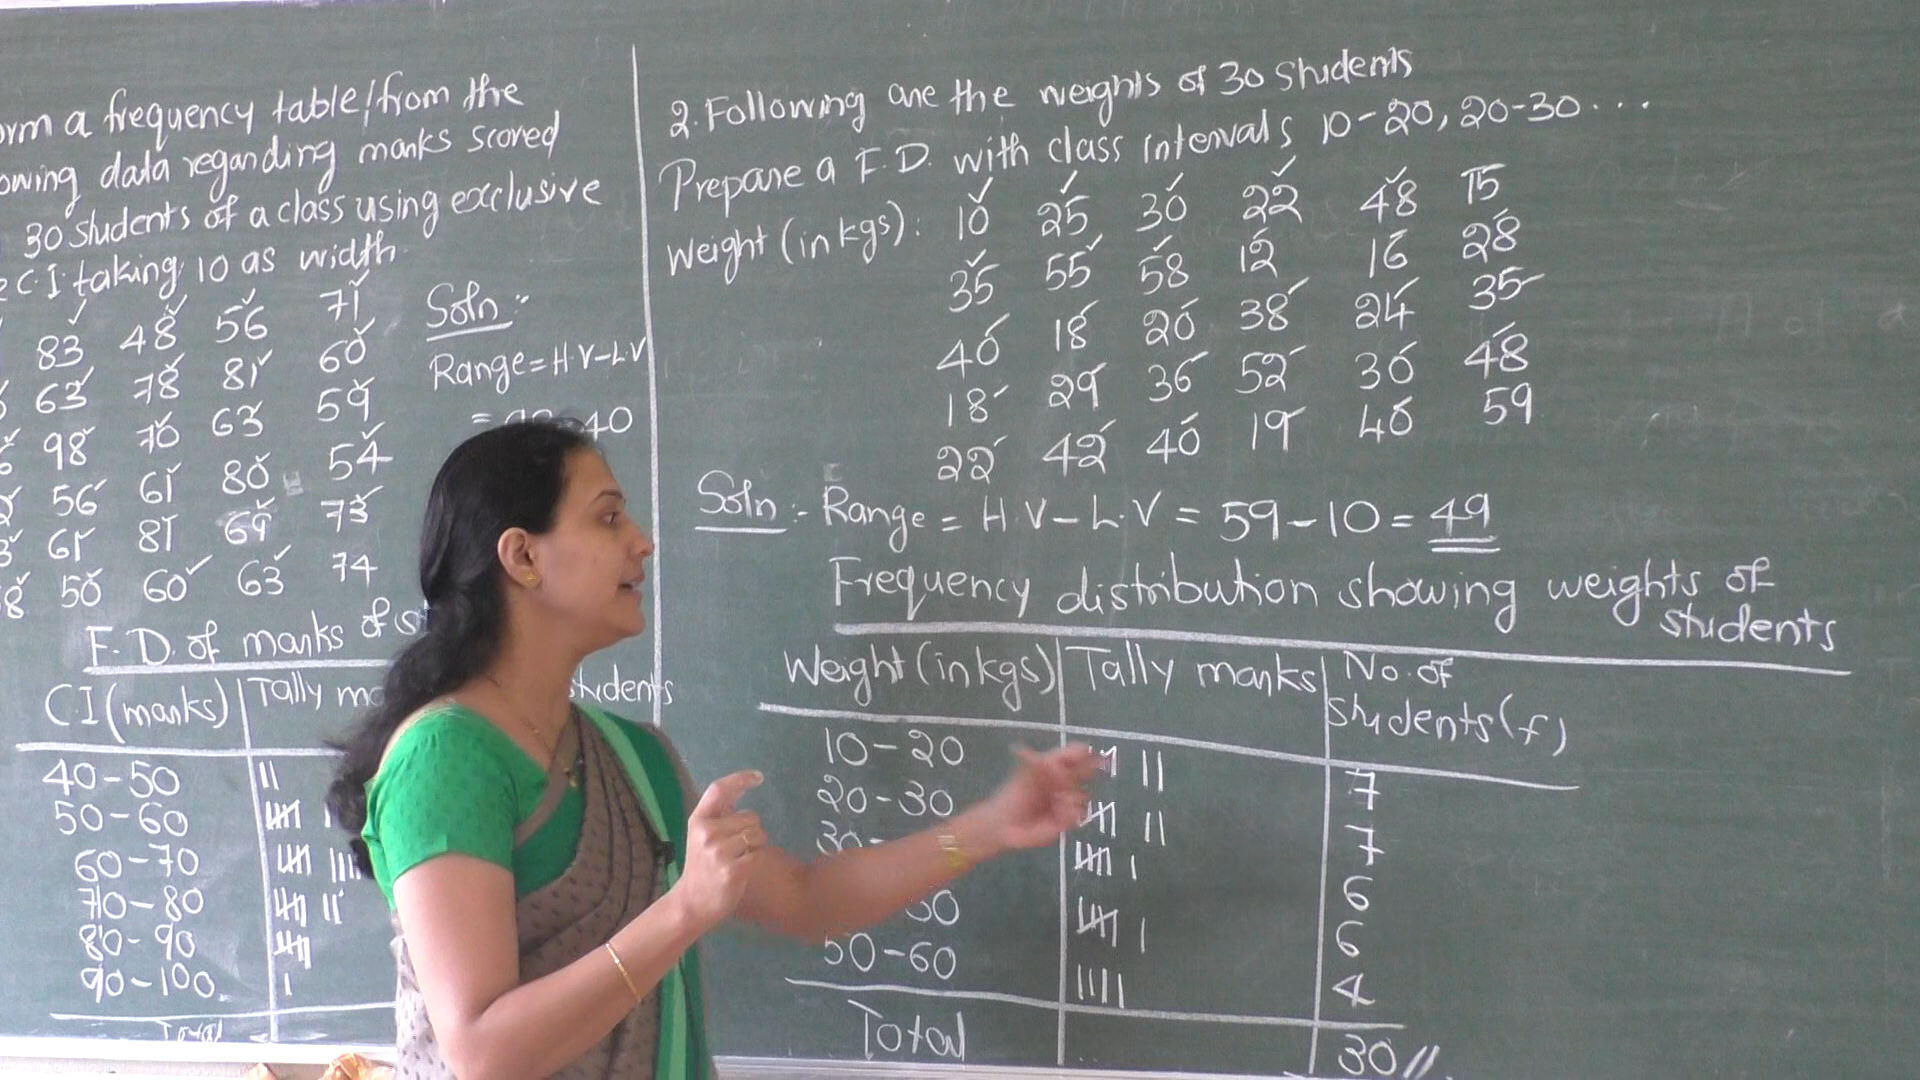 orm a frequency table from the
owing data regarding marks scored
30 students of a class using exclusive
C.I. taking 10 as width.
83 48 56 71
63 78 81 60
98 70 63 59
56 61 80 54
61 81 69 73
50 60 63 74
Soln :-
Range = H.V-L.V
40
F.D. of marks of
C.I (marks) Tally students
40-50
50-60
60-70
70-80
80-90
90-100
Total
2. Following are the weights of 30 students
Prepare a F.D. with class intervals 10-20, 20-30...
Weight (in kgs): 10 25 30 22 48 15
35 55 58 12 16 28
40 18 20 38 24 35
18 29 36 52 30 48
22 42 40 19 40 59
Soln :- Range = H.V - L.V = 59-10 = 49
Frequency distribution showing weights of
students
Weight (in kgs) Tally marks No. of
students (f)
10-20 7
20-30 7
30- 6
50 6
50-60 4
Total 30